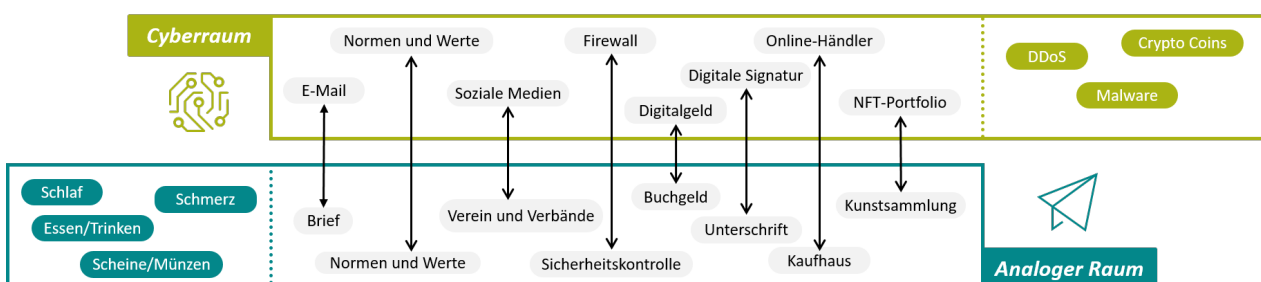 Cyberraum
Normen und Werte
Firewall
Online-Händler
E-Mail
Soziale Medien
Digitalgeld
Digitale Signatur
NFT-Portfolio
DDoS
Crypto Coins
Malware
Schlaf
Schmerz
Essen/Trinken
Scheine/Münzen
Brief
Normen und Werte
Verein und Verbände
Sicherheitskontrolle
Buchgeld
Unterschrift
Kaufhaus
Kunstsammlung
Analoger Raum